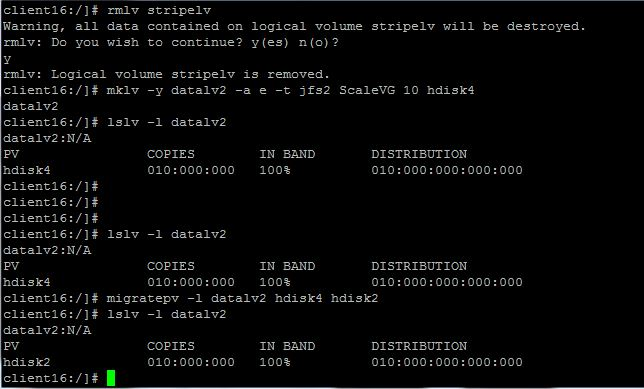 client16:/]# rmlv stripelv
Warning, all data contained on logical volume stripelv will be destroyed.
rmlv: Do you wish to continue? y(es) n(o)?
y
rmlv: Logical volume stripelv is removed.
client16:/]# mklv -y datalv2 -a e -t jfs2 ScaleVG 10 hdisk4
datalv2
client16:/]# lslv -l datalv2
datalv2:N/A
PV                COPIES        IN BAND       DISTRIBUTION
hdisk4            010:000:000   100%          010:000:000:000:000
client16:/]#
client16:/]#
client16:/]#
client16:/]# lslv -l datalv2
datalv2:N/A
PV                COPIES        IN BAND       DISTRIBUTION
hdisk4            010:000:000   100%          010:000:000:000:000
client16:/]# migratepv -l datalv2 hdisk4 hdisk2
client16:/]# lslv -l datalv2
datalv2:N/A
PV                COPIES        IN BAND       DISTRIBUTION
hdisk2            010:000:000   100%          010:000:000:000:000
client16:/]#